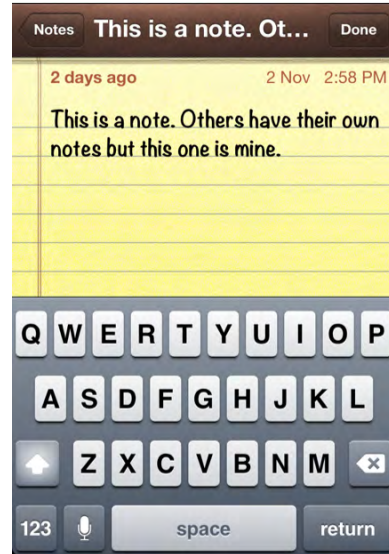 Notes This is a note. Ot... Done
2 days ago 2 Nov 2:58 PM
This is a note. Others have their own
notes but this one is mine.
Q W E R T Y U I O P
A S D F G H J K L
Z X C V B N M
123 space return